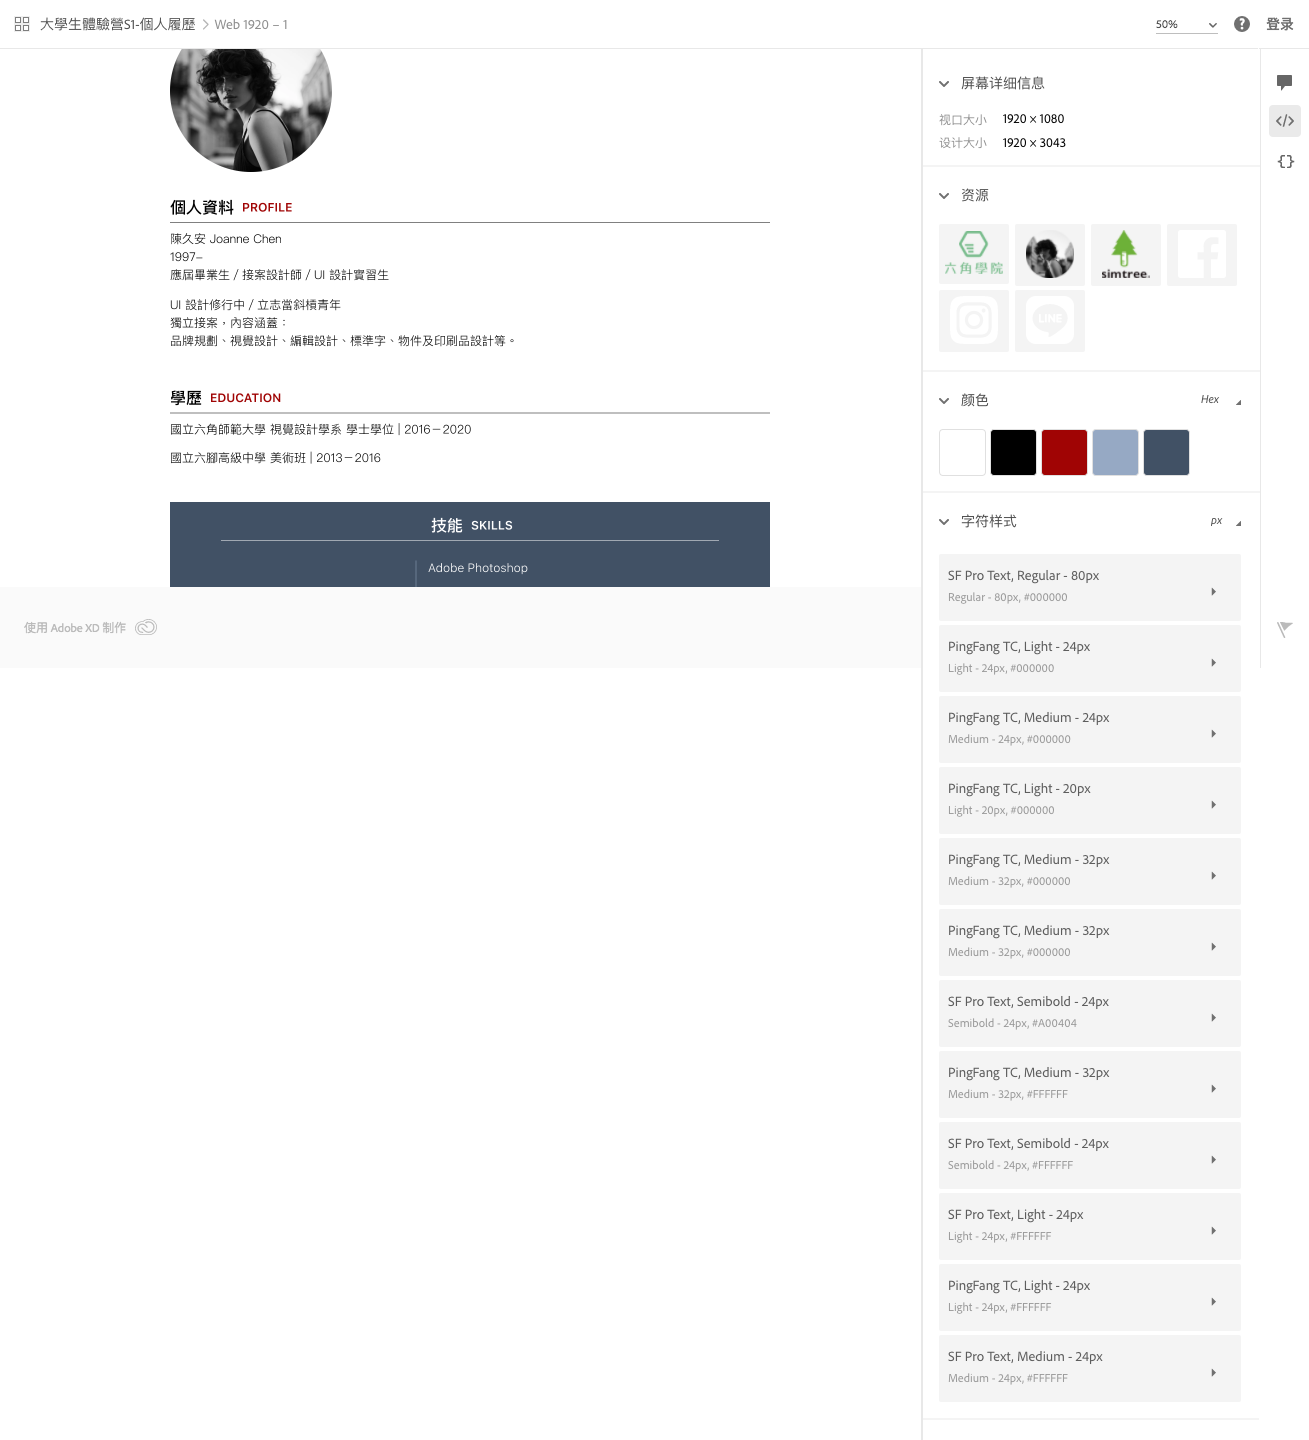 大學生體驗營S1-個人履歷 > Web 1920 – 1
50%
登录
個人資料 PROFILE
陳久安 Joanne Chen
1997–
應屆畢業生 / 接案設計師 / UI 設計實習生
UI 設計修行中 / 立志當斜槓青年
獨立接案，內容涵蓋：
品牌規劃、視覺設計、編輯設計、標準字、物件及印刷品設計等。
學歷 EDUCATION
國立六角師範大學 視覺設計學系 學士學位 | 2016－2020
國立六腳高級中學 美術班 | 2013－2016
技能 SKILLS
Adobe Photoshop
使用 Adobe XD 制作
屏幕详细信息
视口大小 1920 × 1080
设计大小 1920 × 3043
资源
六角學院
simtree.
LINE
颜色 Hex
字符样式 px
SF Pro Text, Regular - 80px
Regular - 80px, #000000
PingFang TC, Light - 24px
Light - 24px, #000000
PingFang TC, Medium - 24px
Medium - 24px, #000000
PingFang TC, Light - 20px
Light - 20px, #000000
PingFang TC, Medium - 32px
Medium - 32px, #000000
PingFang TC, Medium - 32px
Medium - 32px, #000000
SF Pro Text, Semibold - 24px
Semibold - 24px, #A00404
PingFang TC, Medium - 32px
Medium - 32px, #FFFFFF
SF Pro Text, Semibold - 24px
Semibold - 24px, #FFFFFF
SF Pro Text, Light - 24px
Light - 24px, #FFFFFF
PingFang TC, Light - 24px
Light - 24px, #FFFFFF
SF Pro Text, Medium - 24px
Medium - 24px, #FFFFFF